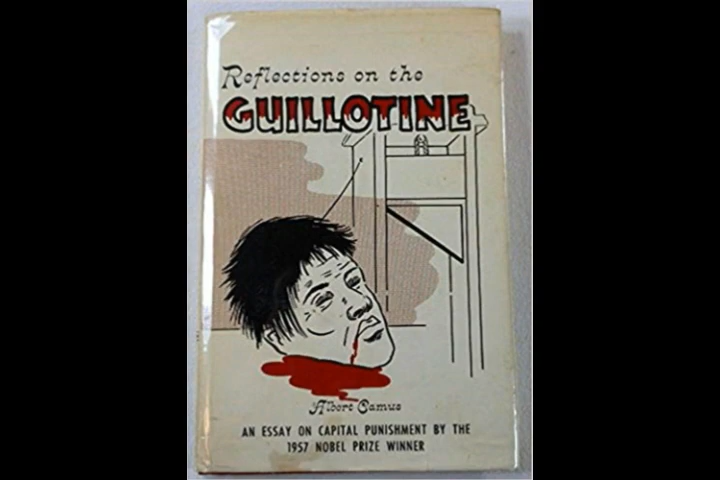 Reflections on the
GUILLOTINE
Albert Camus
AN ESSAY ON CAPITAL PUNISHMENT BY THE
1957 NOBEL PRIZE WINNER